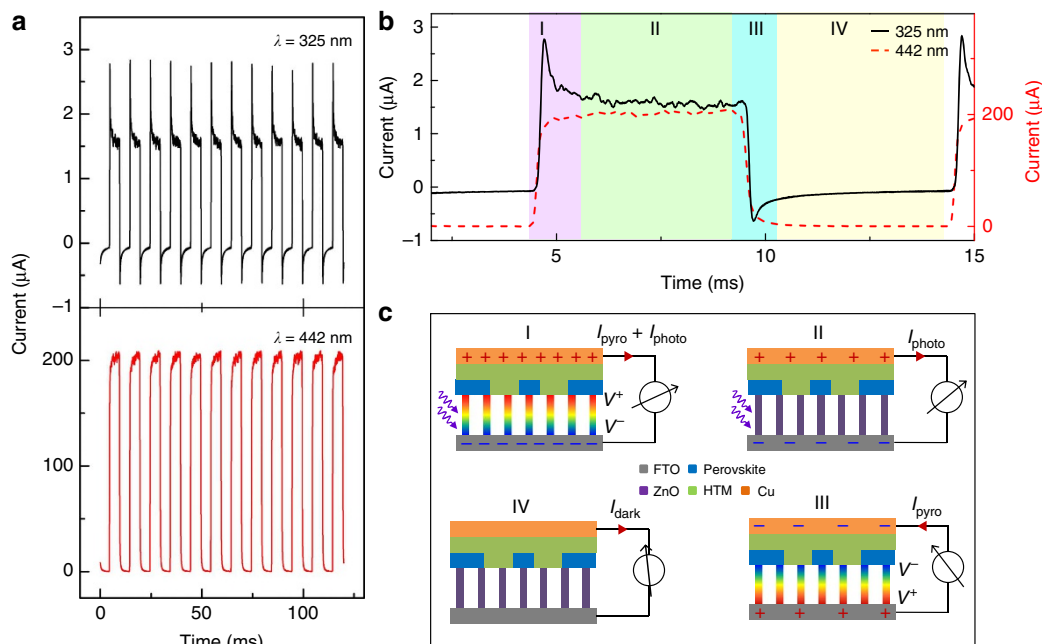 a
λ = 325 nm
3
2
1
0
−1
Current (µA)
λ = 442 nm
200
100
0
0
50
100
Time (ms)
b
I
II
III
IV
325 nm
442 nm
3
2
1
0
−1
Current (µA)
200
0
Current (µA)
5
10
15
Time (ms)
c
I
Ipyro + Iphoto
V+
V−
+ + + + + + + +
− − − − − − − −
II
Iphoto
+ + + + +
− − − − −
FTO
Perovskite
ZnO
HTM
Cu
IV
Idark
III
Ipyro
− − − −
V−
V+
+ + + + +